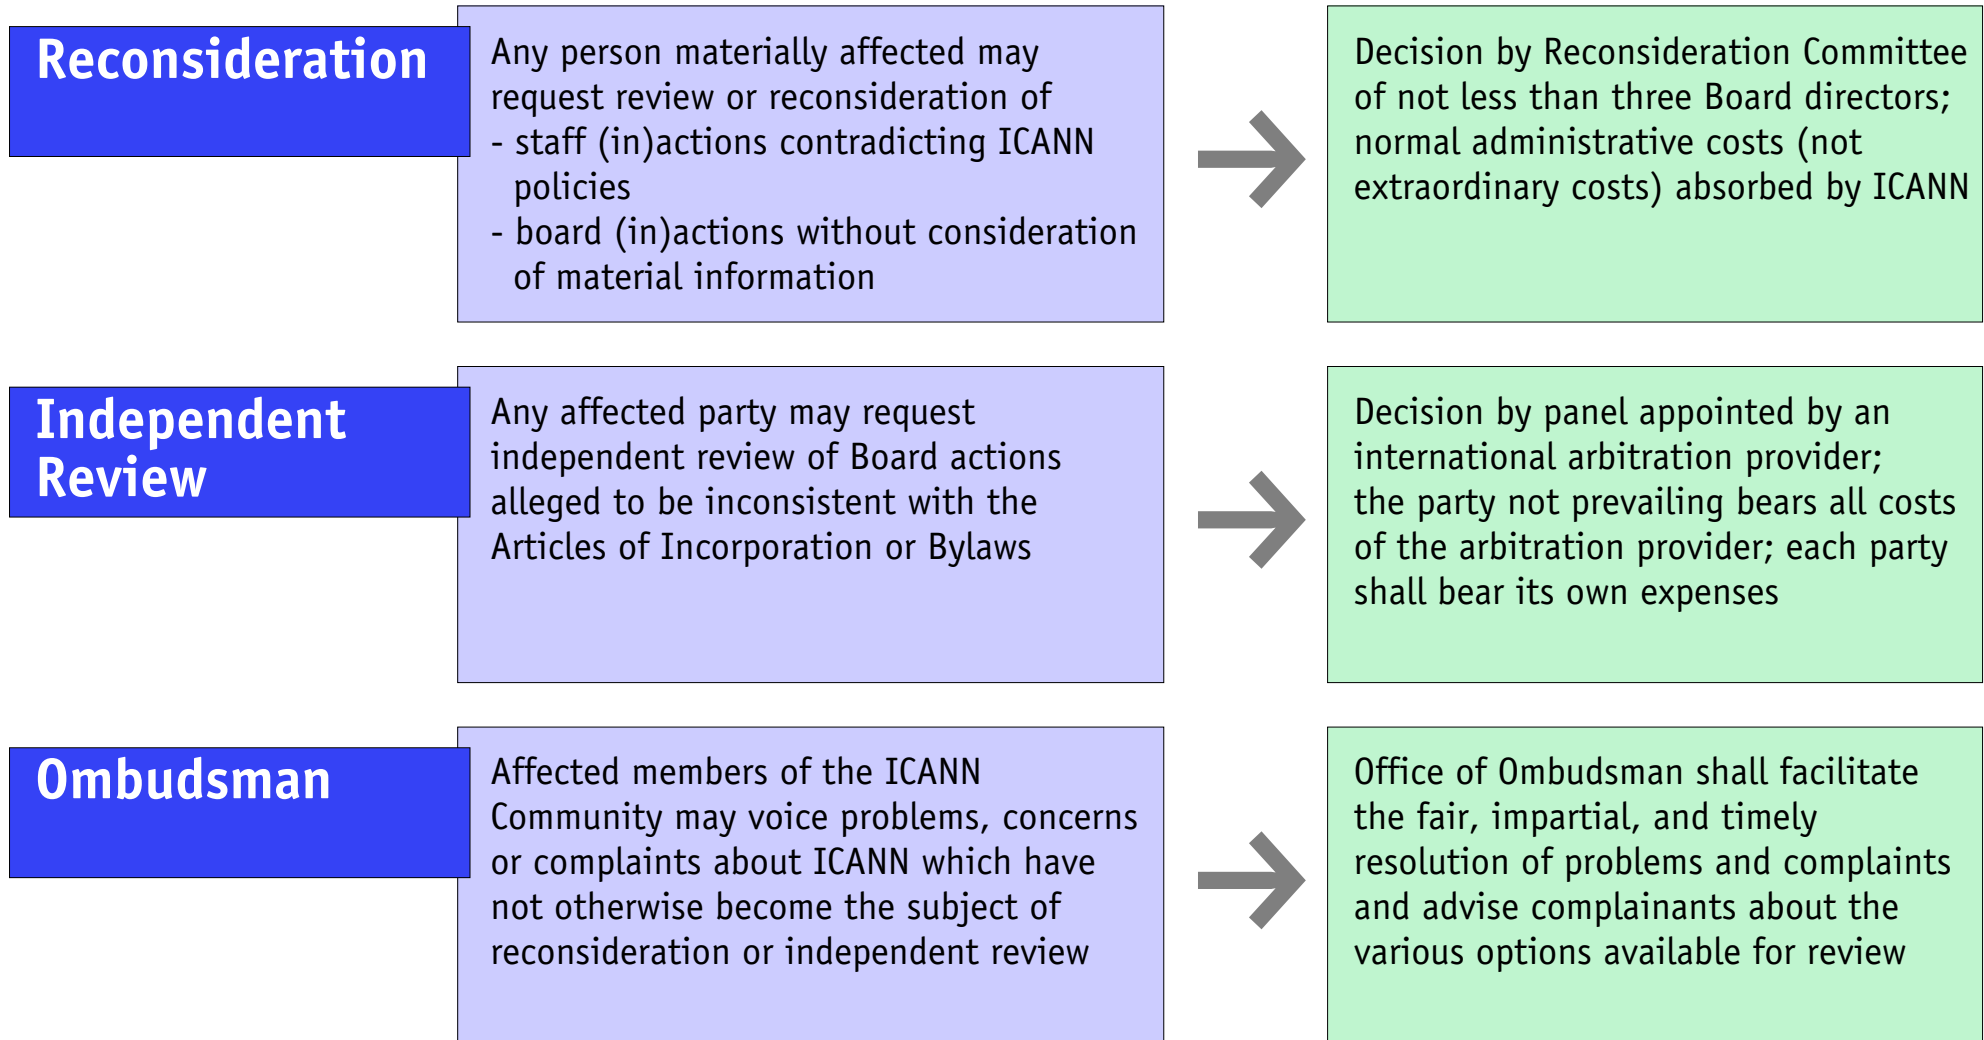 Reconsideration
Any person materially affected may
request review or reconsideration of
- staff (in)actions contradicting ICANN
policies
- board (in)actions without consideration
of material information
Decision by Reconsideration Committee
of not less than three Board directors;
normal administrative costs (not
extraordinary costs) absorbed by ICANN
Independent
Review
Any affected party may request
independent review of Board actions
alleged to be inconsistent with the
Articles of Incorporation or Bylaws
Decision by panel appointed by an
international arbitration provider;
the party not prevailing bears all costs
of the arbitration provider; each party
shall bear its own expenses
Ombudsman
Affected members of the ICANN
Community may voice problems, concerns
or complaints about ICANN which have
not otherwise become the subject of
reconsideration or independent review
Office of Ombudsman shall facilitate
the fair, impartial, and timely
resolution of problems and complaints
and advise complainants about the
various options available for review